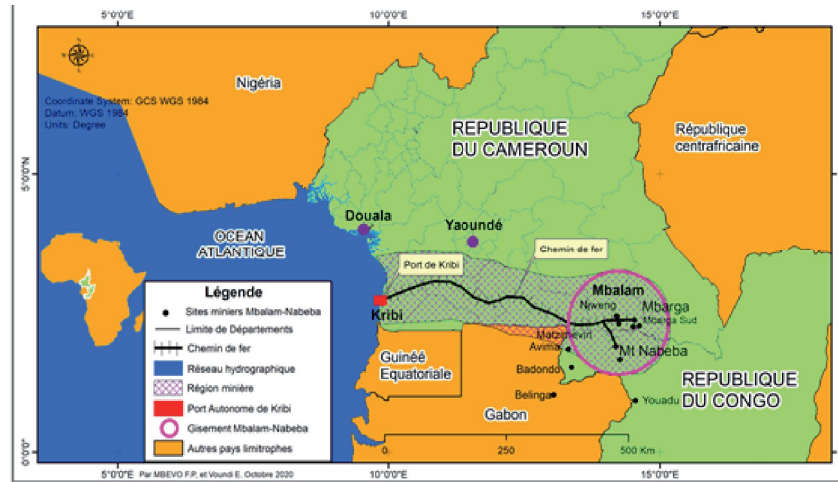 5°0'0"E
10°0'0"E
15°0'0"E
Nigéria
Coordinate System: GCS WGS 1984
Datum: WGS 1984
Units: Degree
REPUBLIQUE
DU CAMEROUN
République
centrafricaine
5°0'0"N
Douala
Yaoundé
OCEAN
ATLANTIQUE
Chemin de fer
Port de Kribi
Mbalam
Njweng
Mbarga
Mbarga Sud
Kribi
Matzimevin
Avima
Mt Nabeba
Badondo
Guinéé
Equatoriale
Belinga
Gabon
Youadu
REPUBLIQUE
DU CONGO
Légende
Sites miniers Mbalam-Nabeba
Limite de Départements
Chemin de fer
Réseau hydrographique
Région minière
Port Autonome de Kribi
Gisement Mbalam-Nabeba
Autres pays limitrophes
0
250
500 Km
0°0'0"
5°0'0"E
Par MBEVO F.P, et Voundi E. Octobre 2020
10°0'0"E
15°0'0"E